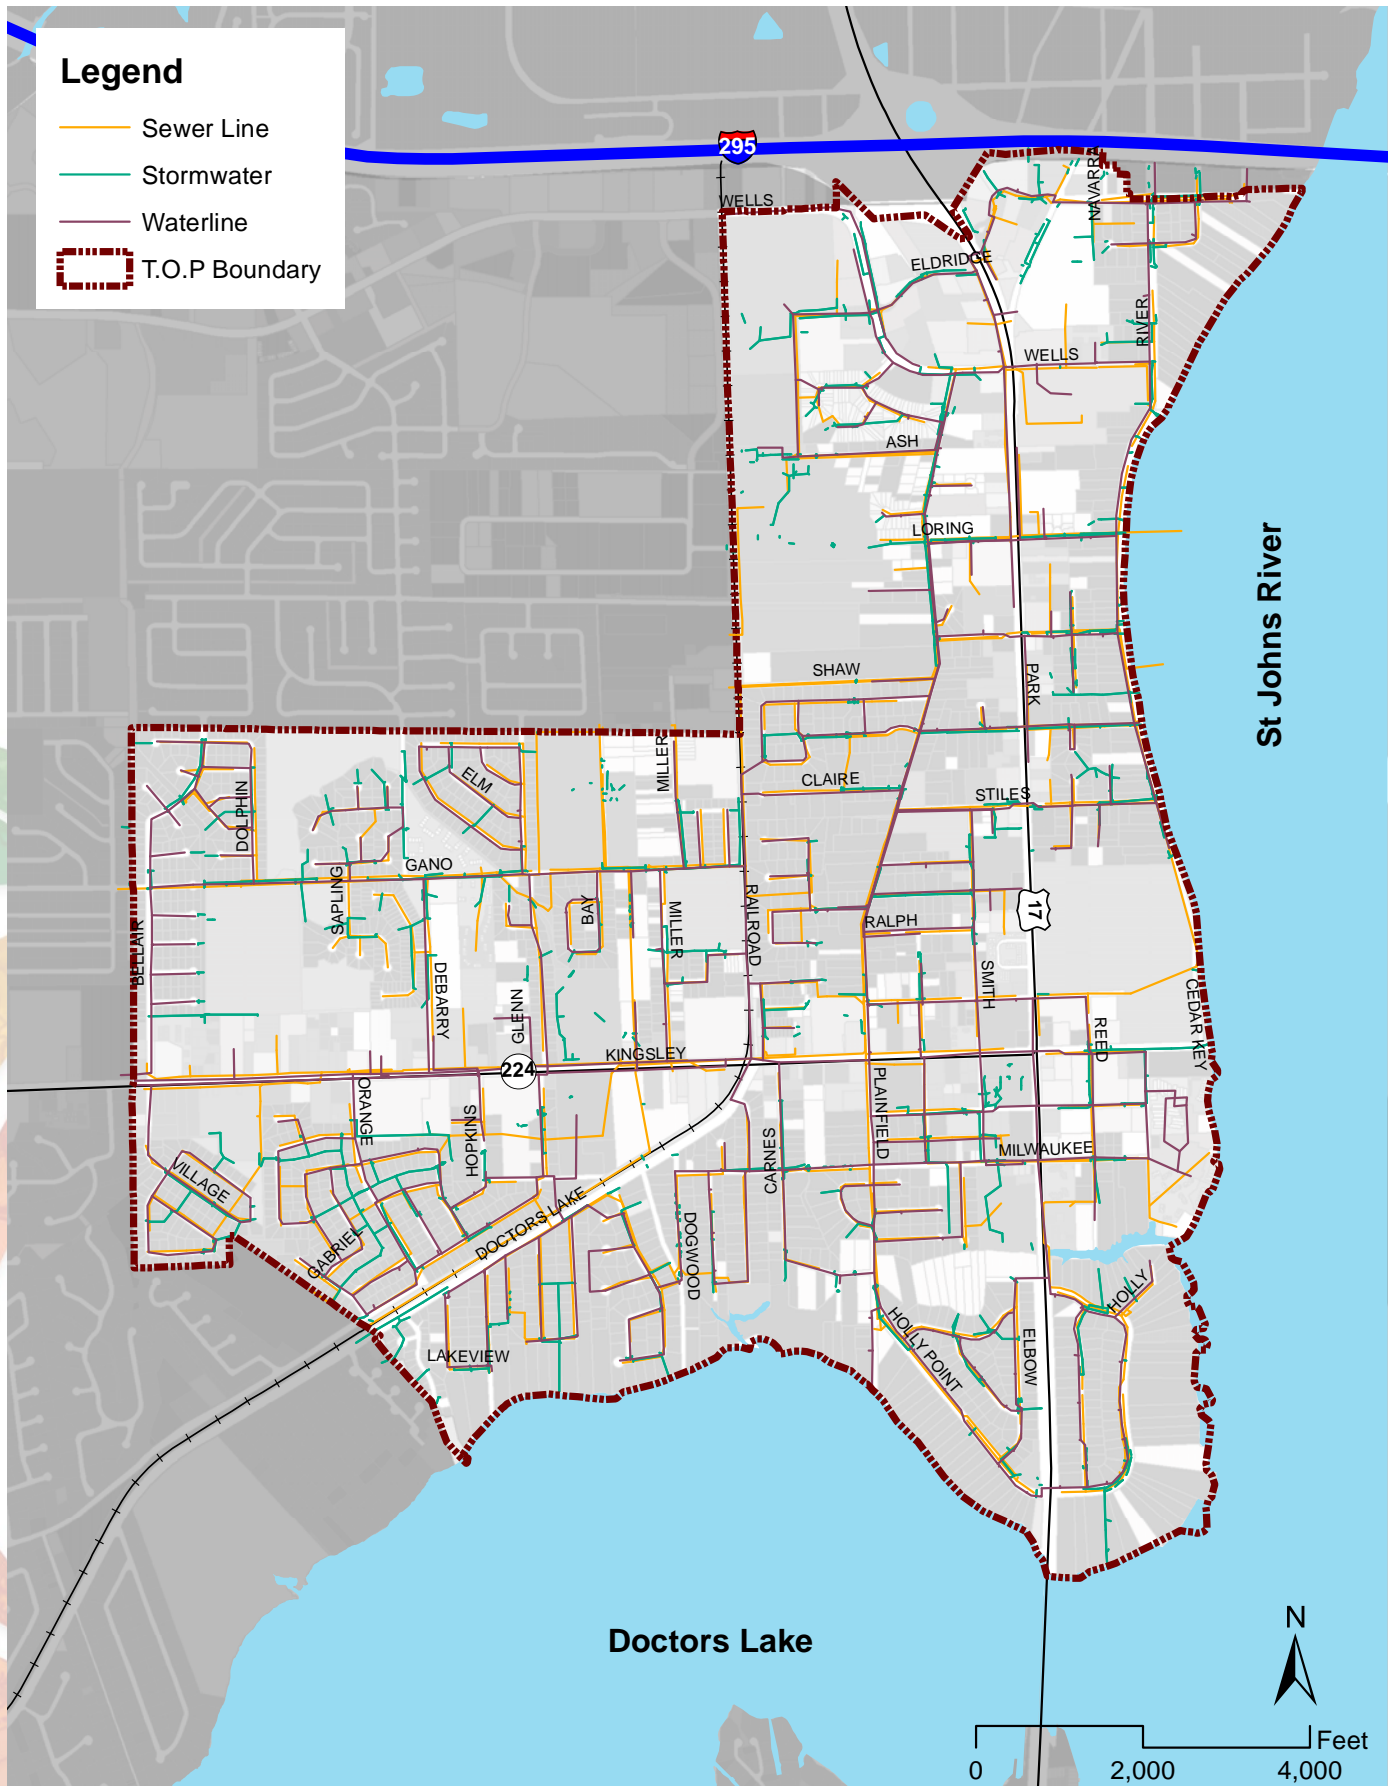 Legend
Sewer Line
Stormwater
Waterline
T.O.P Boundary
295
WELLS
NAVARRA
ELDRIDGE
RIVER
WELLS
ASH
LORING
St Johns River
SHAW
PARK
MILLER
ELM
CLAIRE
DOLPHIN
STILES
GANO
SAPLING
BAY
MILLER
RAILROAD
RALPH
17
BELLAIR
DEBARRY
GLENN
SMITH
CEDAR KEY
REED
KINGSLEY
224
ORANGE
HOPKINS
PLAINFIELD
CARNES
MILWAUKEE
VILLAGE
GABRIEL
DOCTORS LAKE
DOGWOOD
HOLLY
LAKEVIEW
HOLLY POINT
ELBOW
Doctors Lake
N
Feet
0 2,000 4,000